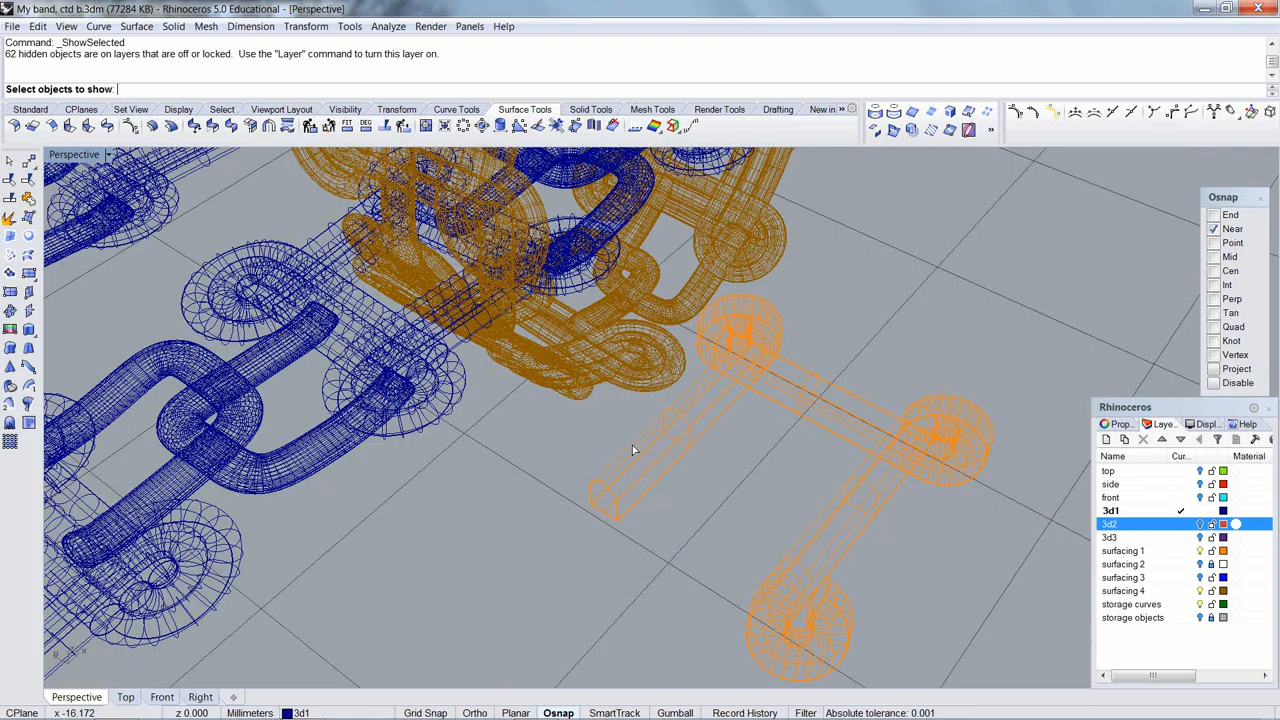 My band, ctd b.3dm (77284 KB) - Rhinoceros 5.0 Educational - [Perspective]
File Edit View Curve Surface Solid Mesh Dimension Transform Tools Analyze Render Panels Help
Command: _ShowSelected
62 hidden objects are on layers that are off or locked.  Use the "Layer" command to turn this layer on.
Select objects to show:
Standard CPlanes Set View Display Select Viewport Layout Visibility Transform Curve Tools Surface Tools Solid Tools Mesh Tools Render Tools Drafting New in
FIT DEG
Perspective
Osnap
End
Near
Point
Mid
Cen
Int
Perp
Tan
Quad
Knot
Vertex
Project
Disable
Rhinoceros
Prop... Laye... Displ... Help
Name Cur... Material
top
side
front
3d1
3d2
3d3
surfacing 1
surfacing 2
surfacing 3
surfacing 4
storage curves
storage objects
Perspective Top Front Right
CPlane x -16.172 z 0.000 Millimeters 3d1 Grid Snap Ortho Planar Osnap SmartTrack Gumball Record History Filter Absolute tolerance: 0.001